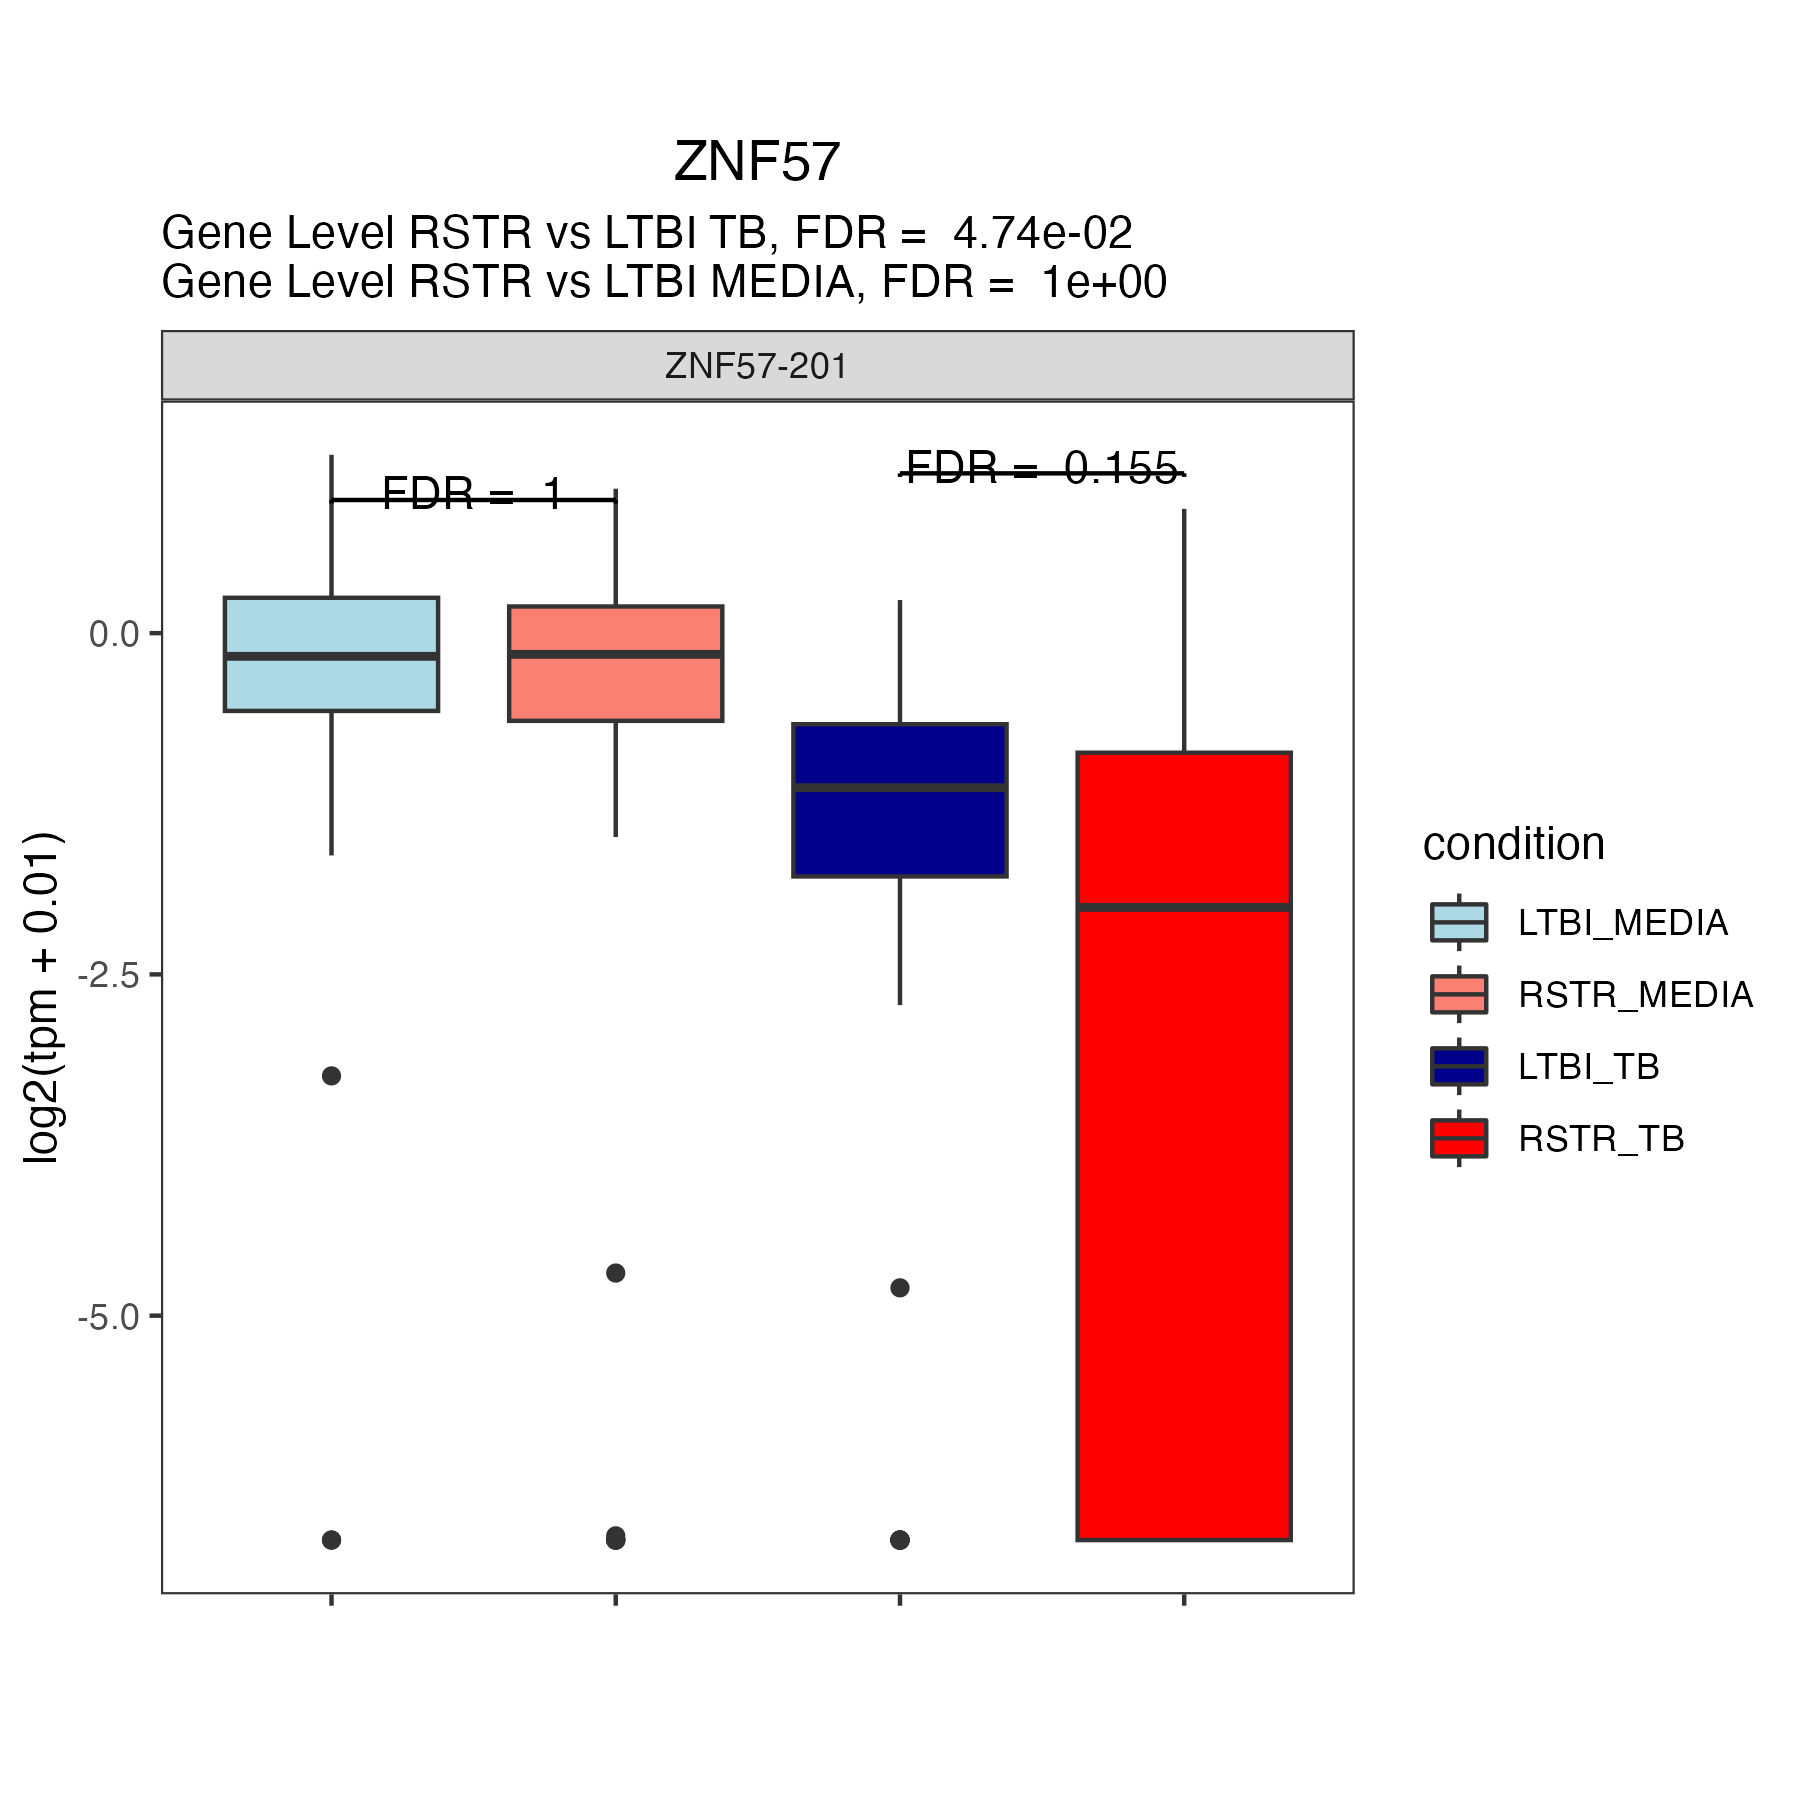 ZNF57
Gene Level RSTR vs LTBI TB, FDR =  4.74e-02
Gene Level RSTR vs LTBI MEDIA, FDR =  1e+00
ZNF57-201
FDR =  1
FDR =  0.155
0.0
-2.5
-5.0
log2(tpm + 0.01)
condition
LTBI_MEDIA
RSTR_MEDIA
LTBI_TB
RSTR_TB